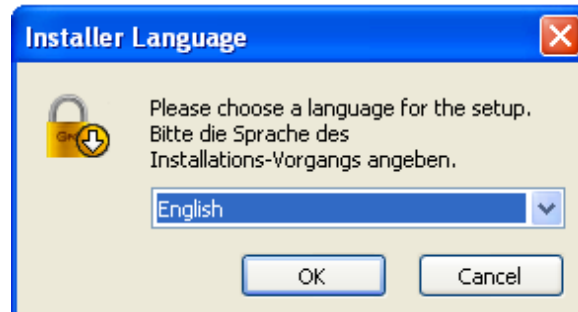 Installer Language
Please choose a language for the setup.
Bitte die Sprache des
Installations-Vorgangs angeben.
English
OK
Cancel